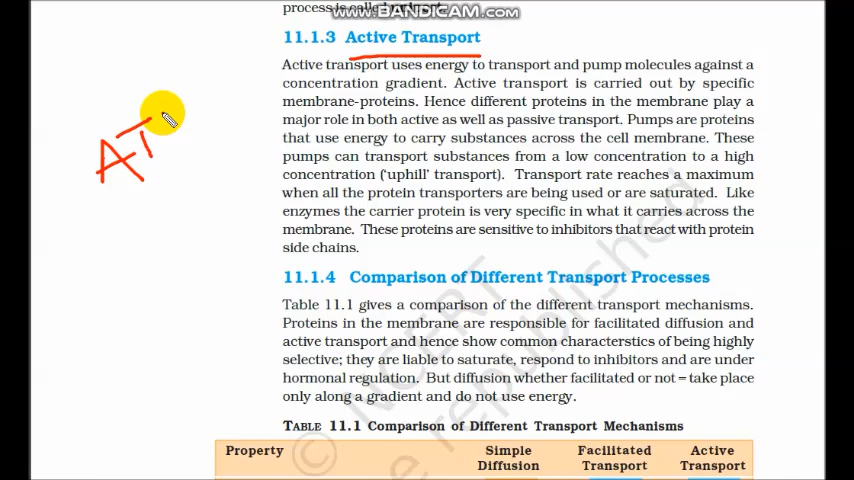 process is called
www.BANDICAM.com
11.1.3 Active Transport
Active transport uses energy to transport and pump molecules against a
concentration gradient. Active transport is carried out by specific
membrane-proteins. Hence different proteins in the membrane play a
major role in both active as well as passive transport. Pumps are proteins
that use energy to carry substances across the cell membrane. These
pumps can transport substances from a low concentration to a high
concentration (‘uphill’ transport). Transport rate reaches a maximum
when all the protein transporters are being used or are saturated. Like
enzymes the carrier protein is very specific in what it carries across the
membrane. These proteins are sensitive to inhibitors that react with protein
side chains.
AT
11.1.4 Comparison of Different Transport Processes
Table 11.1 gives a comparison of the different transport mechanisms.
Proteins in the membrane are responsible for facilitated diffusion and
active transport and hence show common characterstics of being highly
selective; they are liable to saturate, respond to inhibitors and are under
hormonal regulation. But diffusion whether facilitated or not = take place
only along a gradient and do not use energy.
TABLE 11.1 Comparison of Different Transport Mechanisms
Property Simple Facilitated Active
Diffusion Transport Transport
© NCERT
be republished